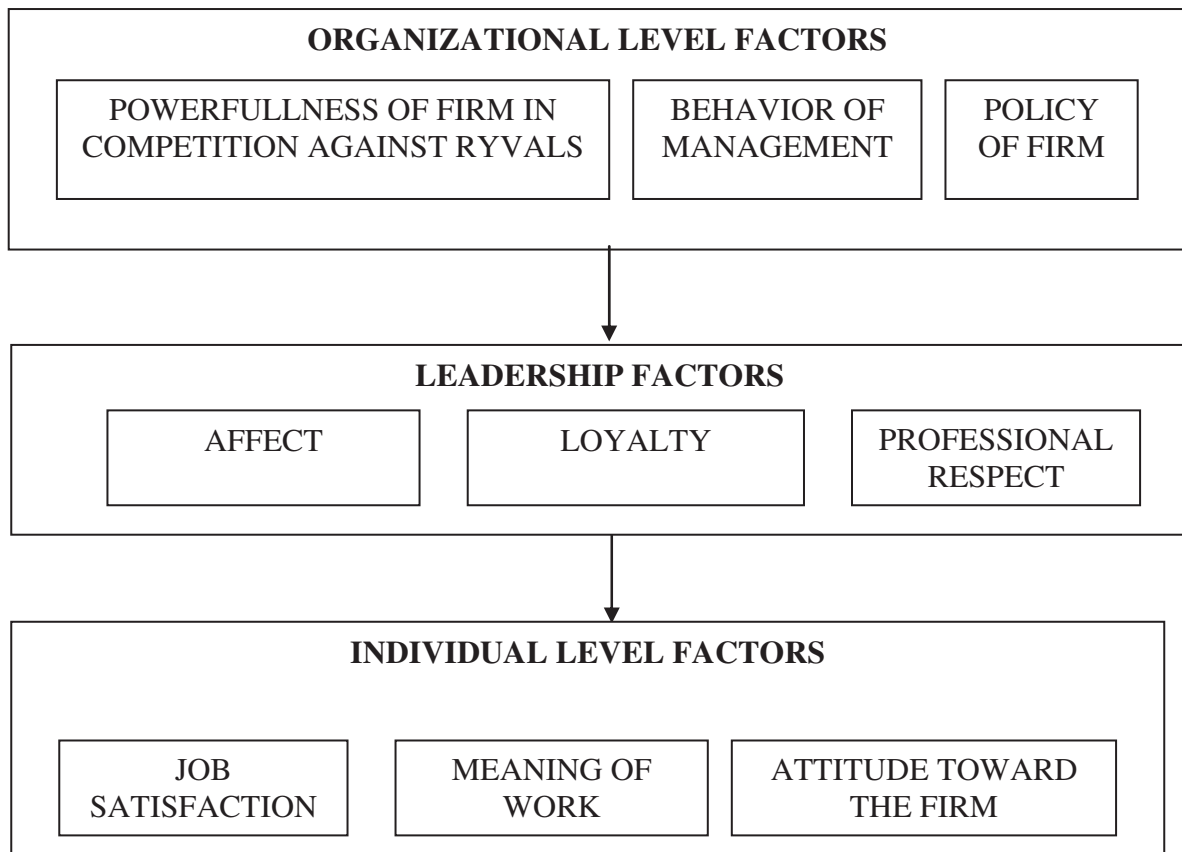 ORGANIZATIONAL LEVEL FACTORS
POWERFULLNESS OF FIRM IN
COMPETITION AGAINST RYVALS
BEHAVIOR OF
MANAGEMENT
POLICY
OF FIRM
LEADERSHIP FACTORS
AFFECT
LOYALTY
PROFESSIONAL
RESPECT
INDIVIDUAL LEVEL FACTORS
JOB
SATISFACTION
MEANING OF
WORK
ATTITUDE TOWARD
THE FIRM